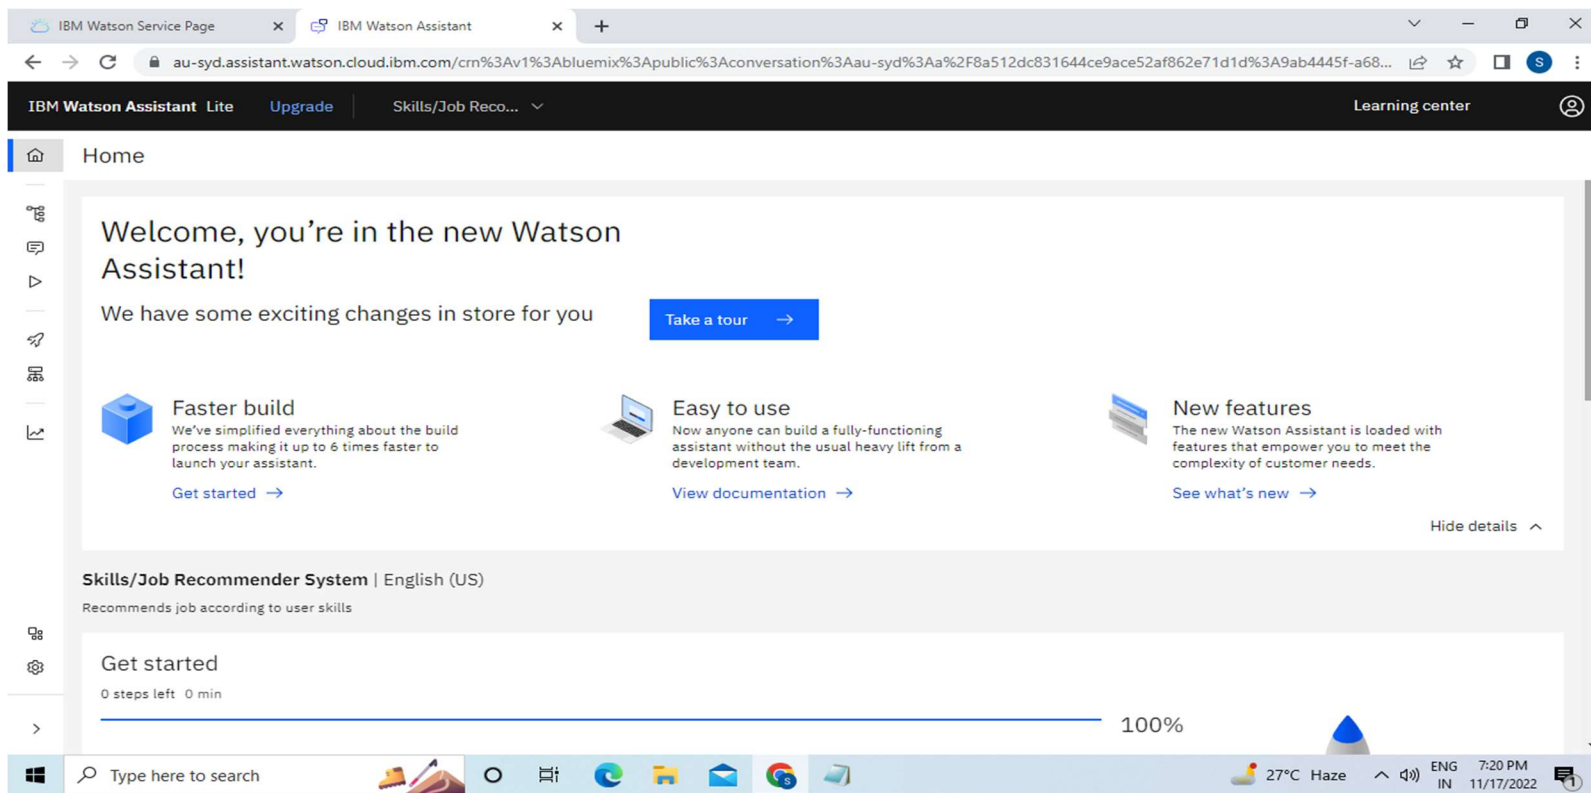 IBM Watson Service Page
IBM Watson Assistant
au-syd.assistant.watson.cloud.ibm.com/crn%3Av1%3Abluemix%3Apublic%3Aconversation%3Aau-syd%3Aa%2F8a512dc831644ce9ace52af862e71d1d%3A9ab4445f-a68...
S
IBM Watson Assistant Lite Upgrade Skills/Job Reco... Learning center
Home
Welcome, you're in the new Watson
Assistant!
We have some exciting changes in store for you
Take a tour
Faster build
We've simplified everything about the build
process making it up to 6 times faster to
launch your assistant.
Get started
Easy to use
Now anyone can build a fully-functioning
assistant without the usual heavy lift from a
development team.
View documentation
New features
The new Watson Assistant is loaded with
features that empower you to meet the
complexity of customer needs.
See what's new
Hide details
Skills/Job Recommender System | English (US)
Recommends job according to user skills
Get started
0 steps left 0 min
100%
Type here to search
S
27°C Haze
ENG
IN
7:20 PM
11/17/2022
1